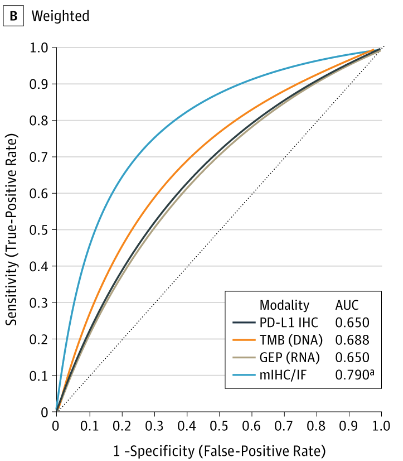 B Weighted
1.0
0.9
0.8
0.7
0.6
0.5
0.4
0.3
0.2
0.1
0
Sensitivity (True-Positive Rate)
Modality AUC
PD-L1 IHC 0.650
TMB (DNA) 0.688
GEP (RNA) 0.650
mIHC/IF 0.790a
0 0.1 0.2 0.3 0.4 0.5 0.6 0.7 0.8 0.9 1.0
1 -Specificity (False-Positive Rate)